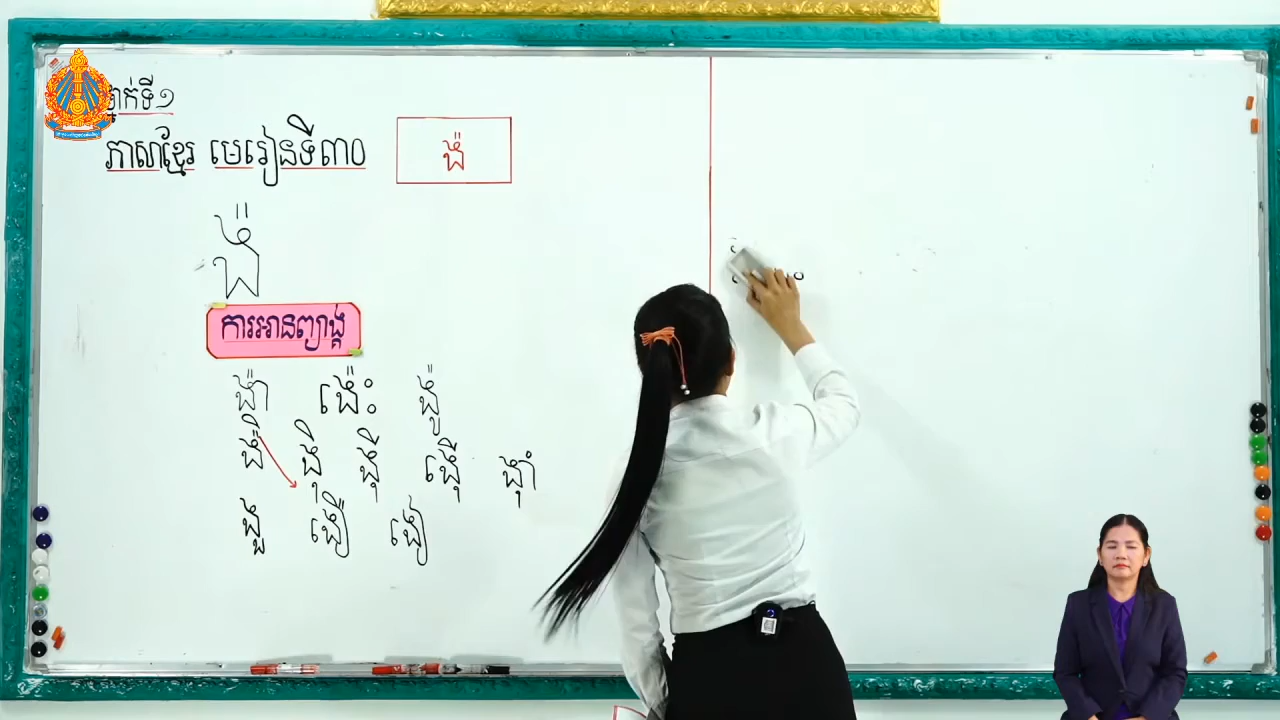 ថ្នាក់ទី១
ភាសាខ្មែរ មេរៀនទី៣០
ង៉
ង៉
ការអានព្យាង្គ
ង៉ា ង៉េះ ង៉ូ
ង៉ី ង៉ឹ ង៉ឺ ង៉ើ ង៉ាំ
ងួ ងឿ ងៀ